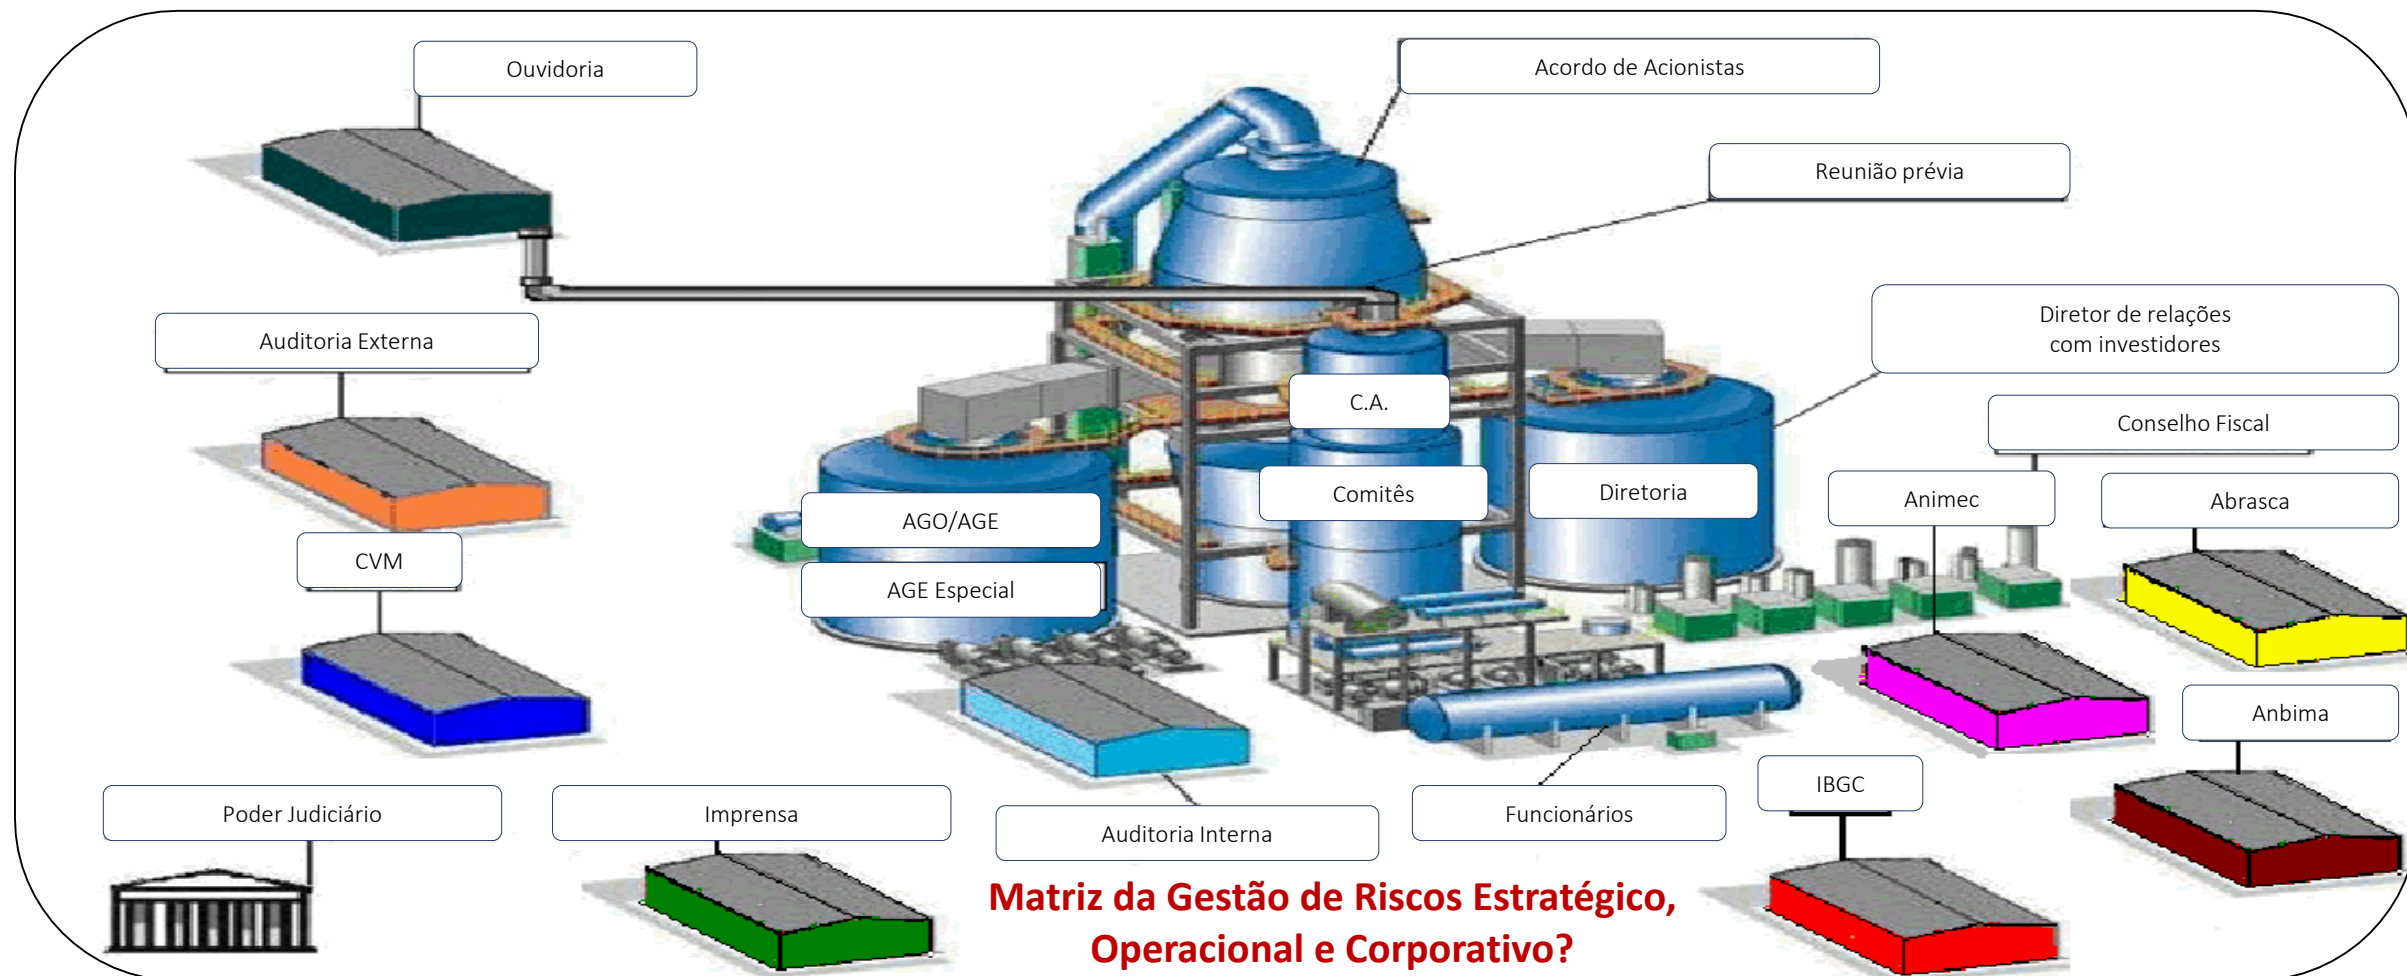 Ouvidoria
Acordo de Acionistas
Reunião prévia
Auditoria Externa
Diretor de relações
com investidores
C.A.
Conselho Fiscal
Comitês
Diretoria
Animec
Abrasca
AGO/AGE
CVM
AGE Especial
Anbima
IBGC
Poder Judiciário
Imprensa
Auditoria Interna
Funcionários
Matriz da Gestão de Riscos Estratégico,
Operacional e Corporativo?